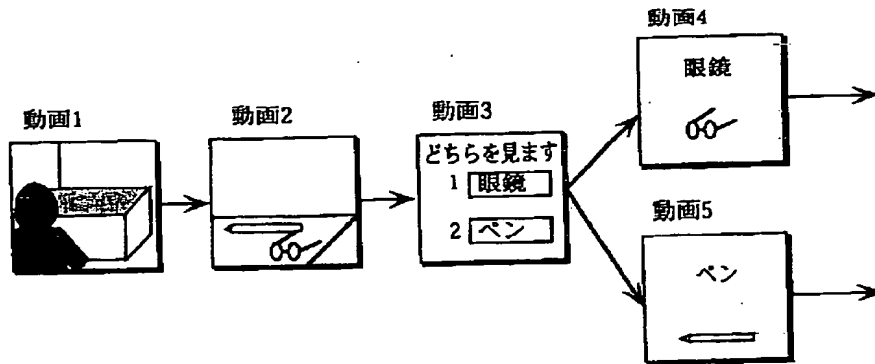 動画1
動画2
動画3
どちらを見ます
1 眼鏡
2 ペン
動画4
眼鏡
動画5
ペン